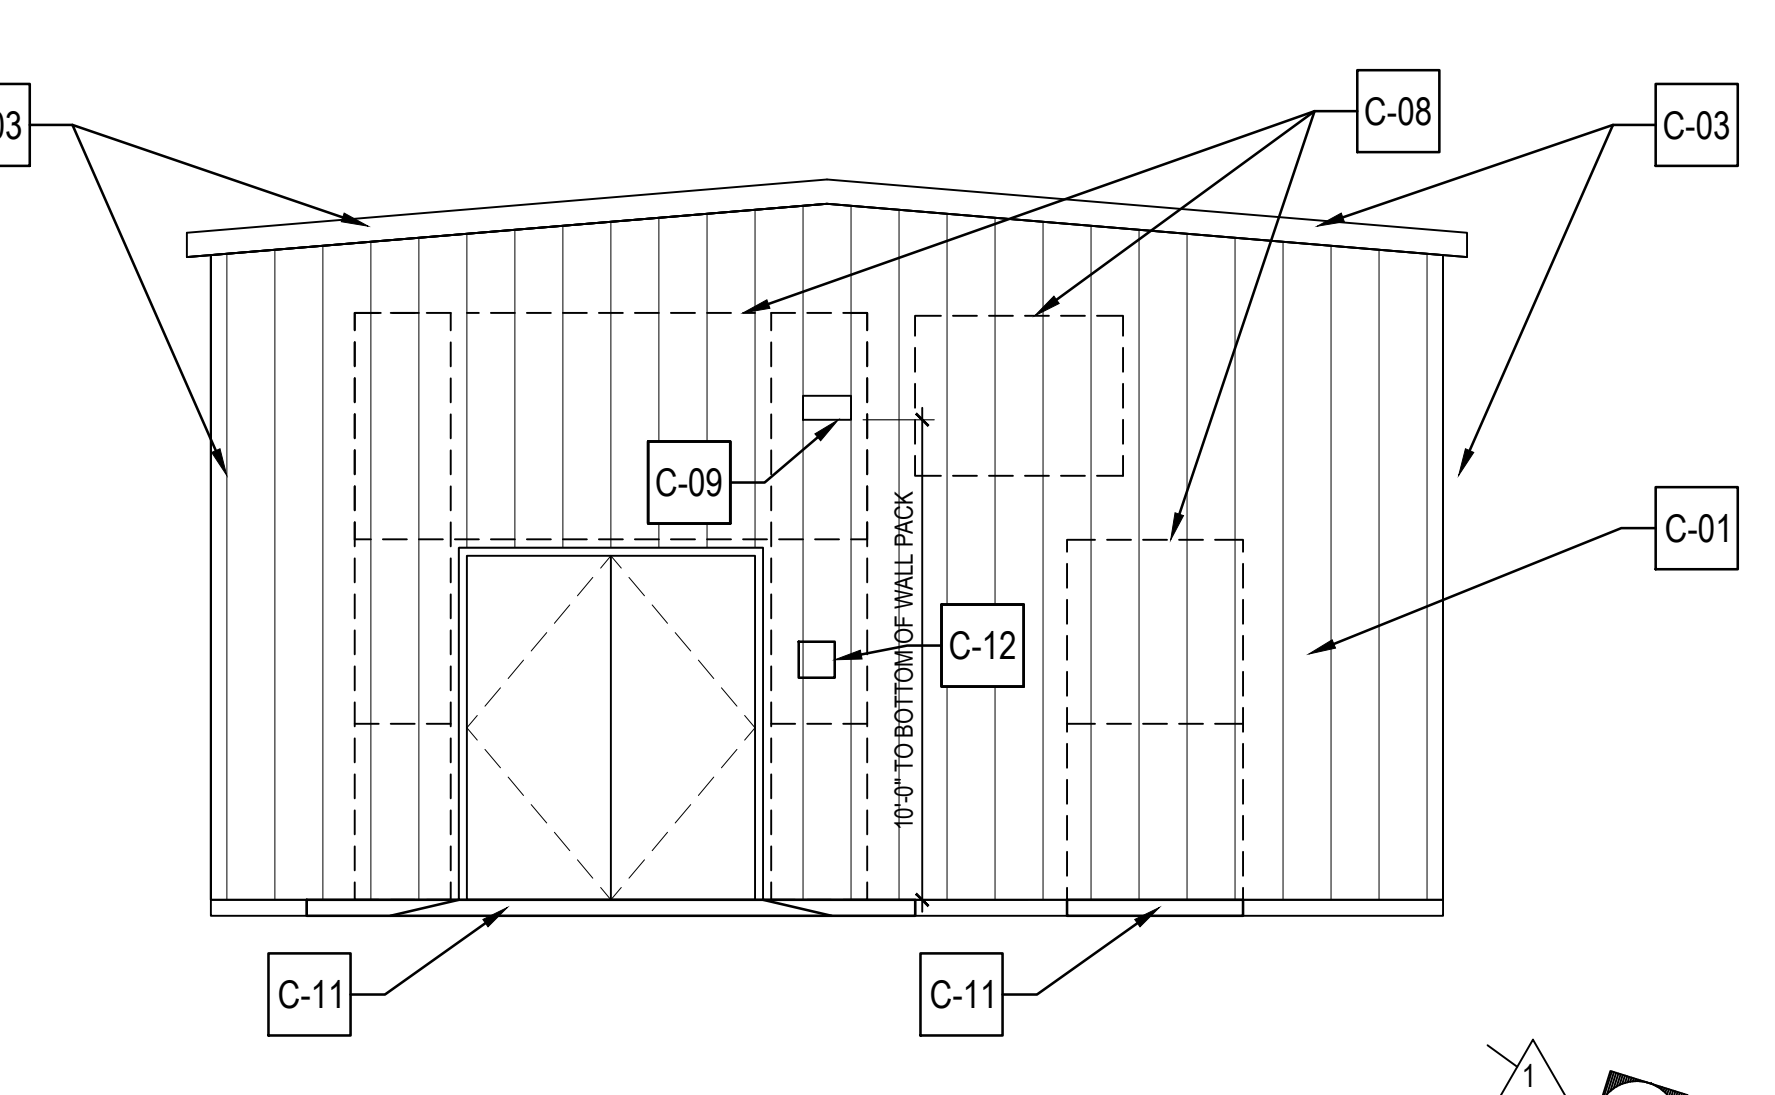 C-08
03
C-03
C-09
C-01
10'-0" TO BOTTOM OF WALL PACK
C-12
C-11
C-11
1